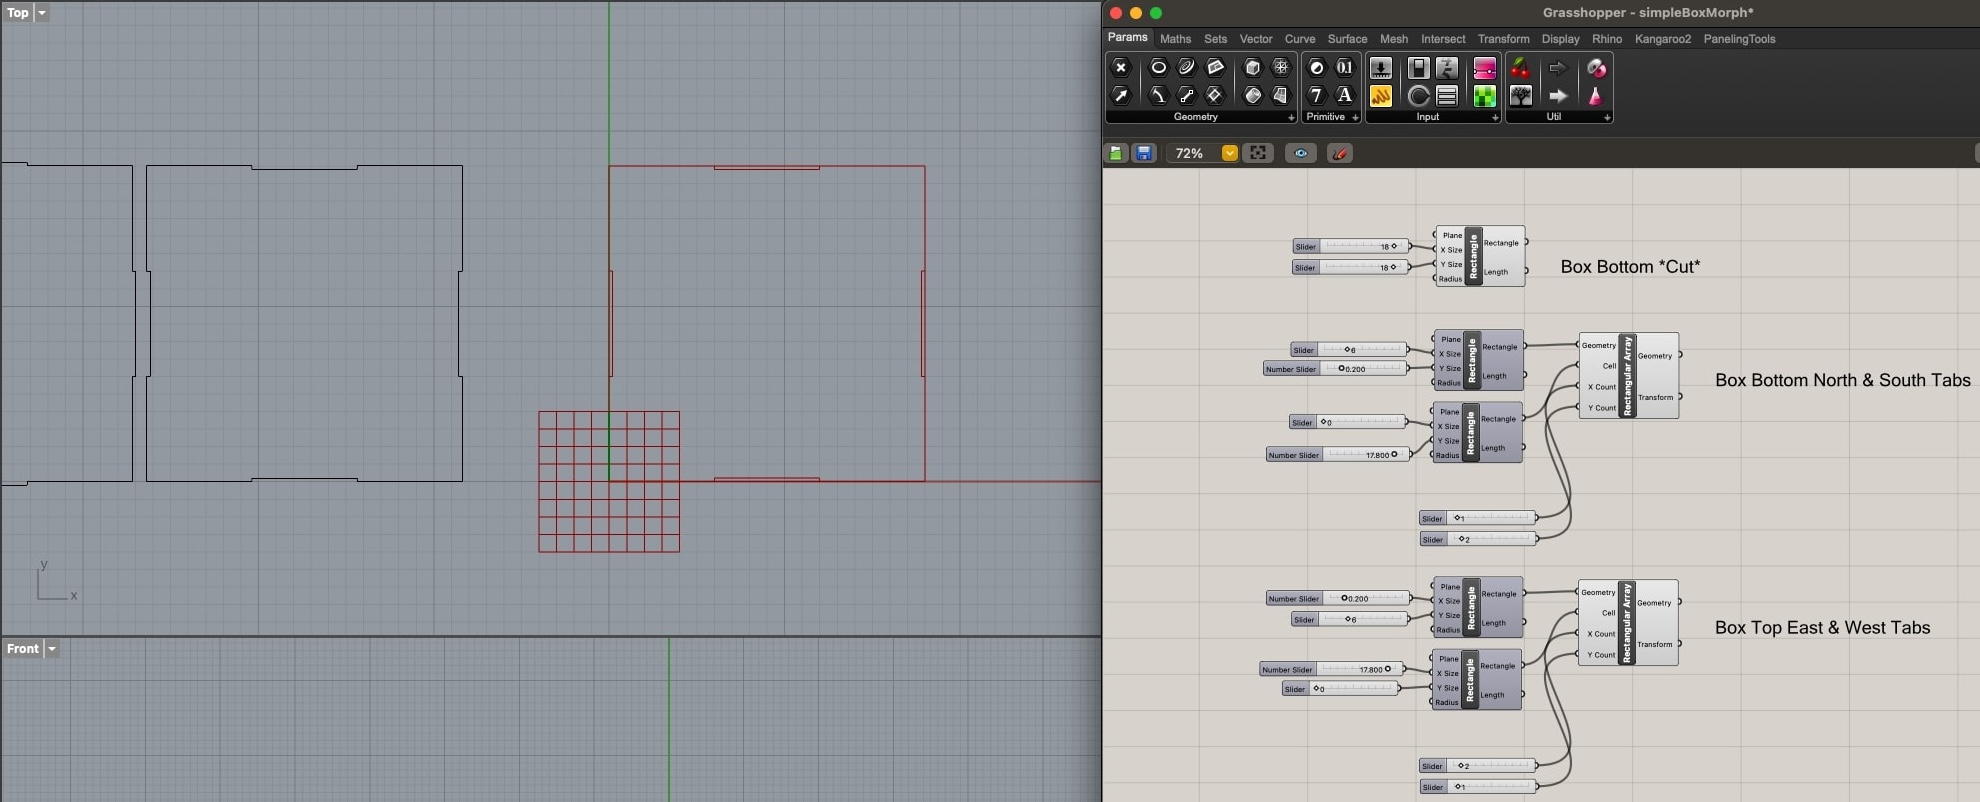 Top
Grasshopper - simpleBoxMorph*
Params Maths Sets Vector Curve Surface Mesh Intersect Transform Display Rhino Kangaroo2 PanelingTools
Geometry Primitive Input Util
72%
Plane
Slider 18 X Size Rectangle Rectangle
Slider 18 Y Size Length
Radius
Box Bottom *Cut*
Plane
Slider 6 X Size Rectangle Rectangle
Number Slider 0.200 Y Size Length
Radius
Geometry Rectangular Array Geometry
Cell
X Count Transform
Y Count
Box Bottom North & South Tabs
Plane
Slider 0 X Size Rectangle Rectangle
Y Size Length
Number Slider 17.800 Radius
Slider 1
Slider 2
Plane
Number Slider 0.200 X Size Rectangle Rectangle
Slider 6 Y Size Length
Radius
Geometry Rectangular Array Geometry
Cell
X Count Transform
Y Count
Box Top East & West Tabs
Plane
Number Slider 17.800 X Size Rectangle Rectangle
Slider 0 Y Size Length
Radius
Slider 2
Slider 1
y
x
Front